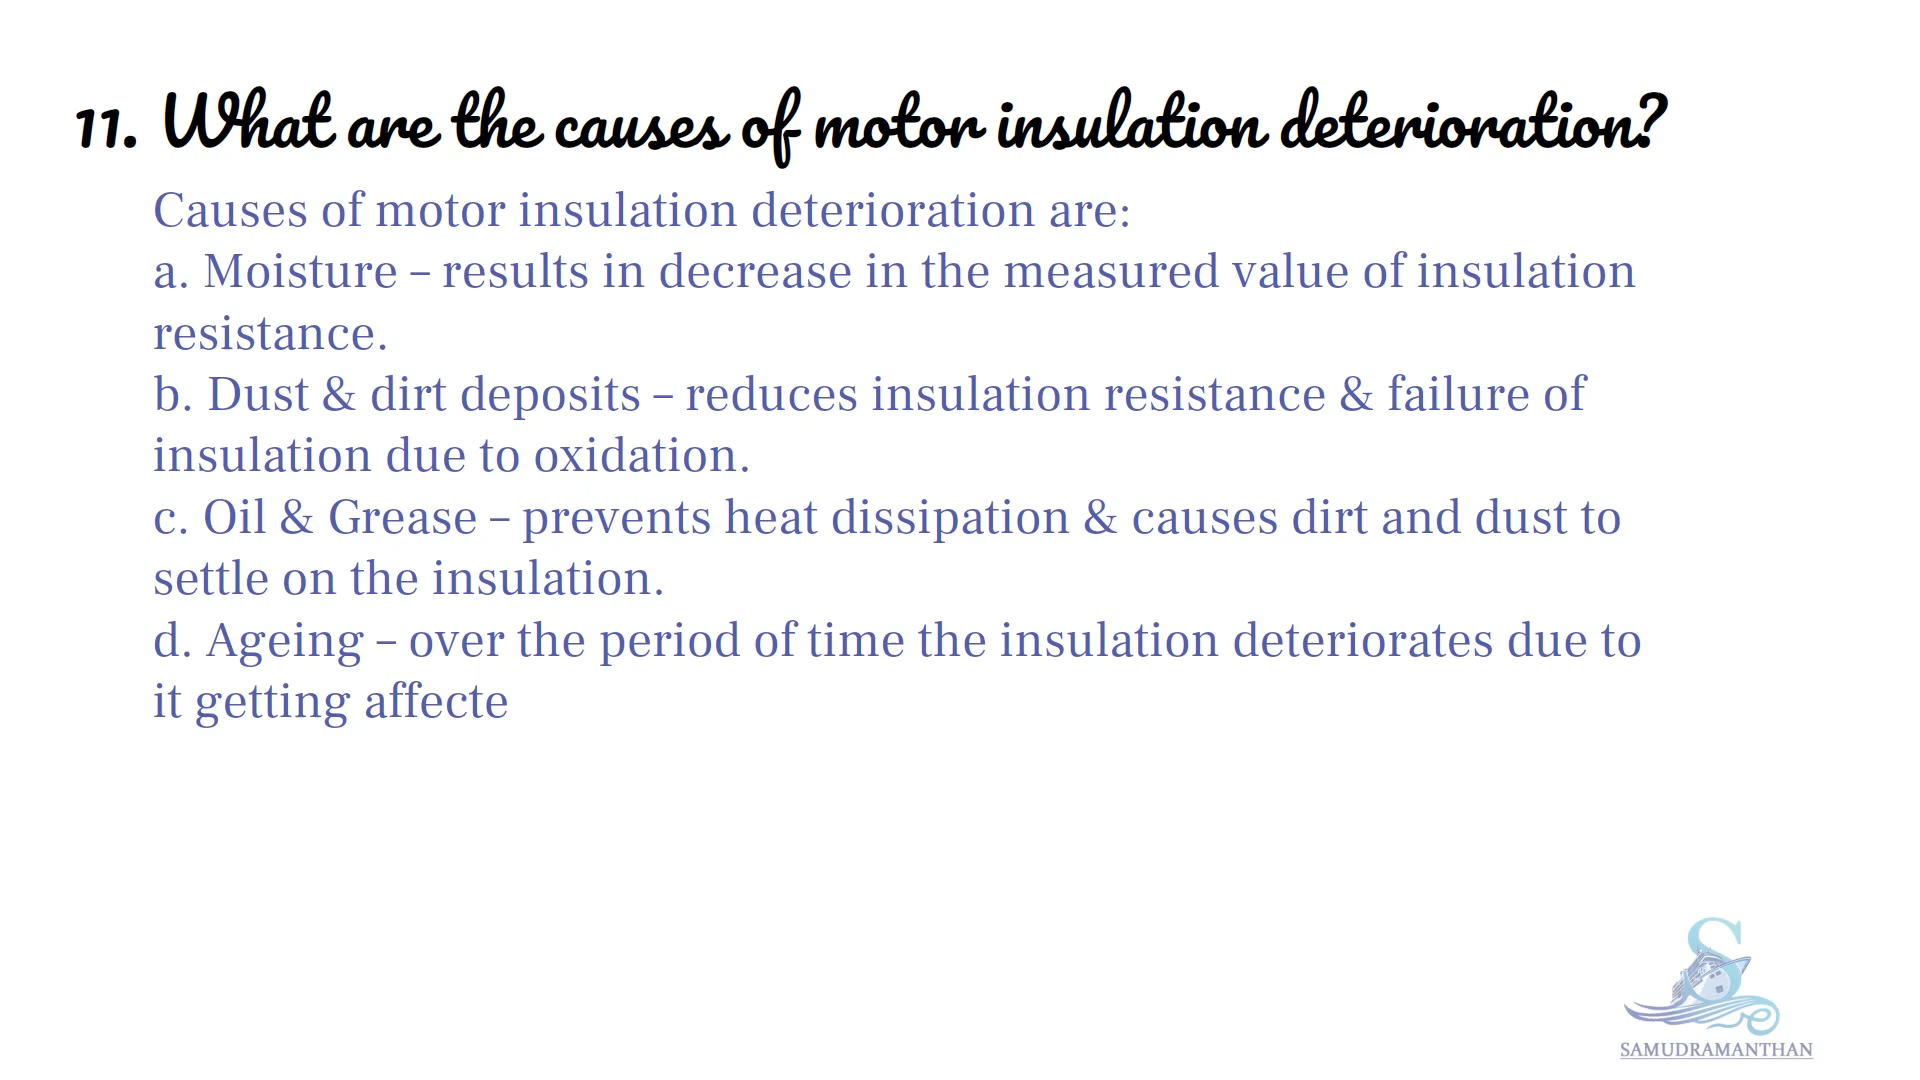 11. What are the causes of motor insulation deterioration?
Causes of motor insulation deterioration are:
a. Moisture – results in decrease in the measured value of insulation
resistance.
b. Dust & dirt deposits – reduces insulation resistance & failure of
insulation due to oxidation.
c. Oil & Grease – prevents heat dissipation & causes dirt and dust to
settle on the insulation.
d. Ageing – over the period of time the insulation deteriorates due to
it getting affecte
S
SAMUDRAMANTHAN